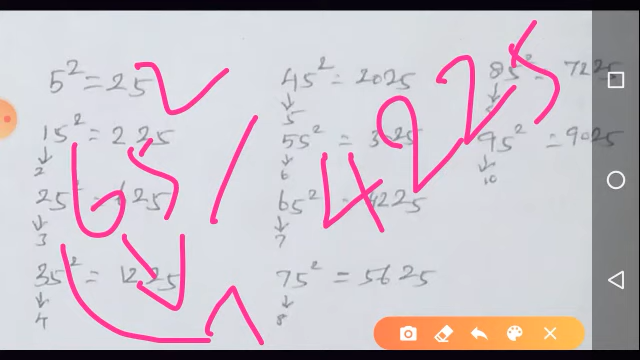 5² = 25
15² = 225
2
25² = 625
3
35² = 1225
4
45² = 2025
5
55² = 3025
6
65² = 4225
7
75² = 5625
8
85² = 7225
95² = 9025
10
65
4225